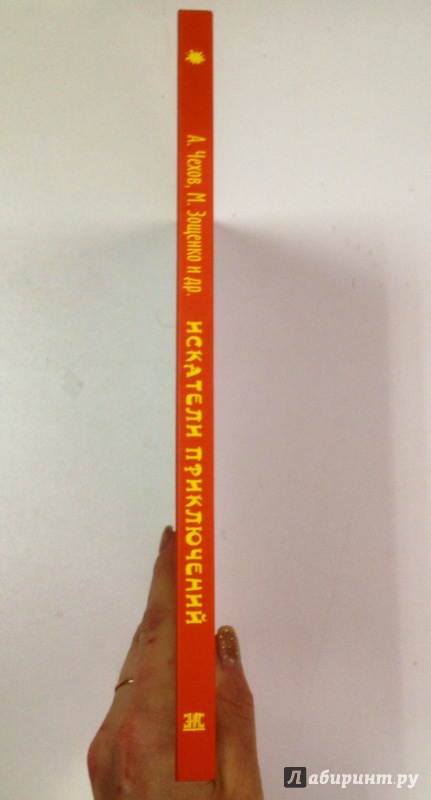 А. Чехов, М. Зощенко и др.
ИСКАТЕЛИ ПРИКЛЮЧЕНИЙ
Лабиринт.ру